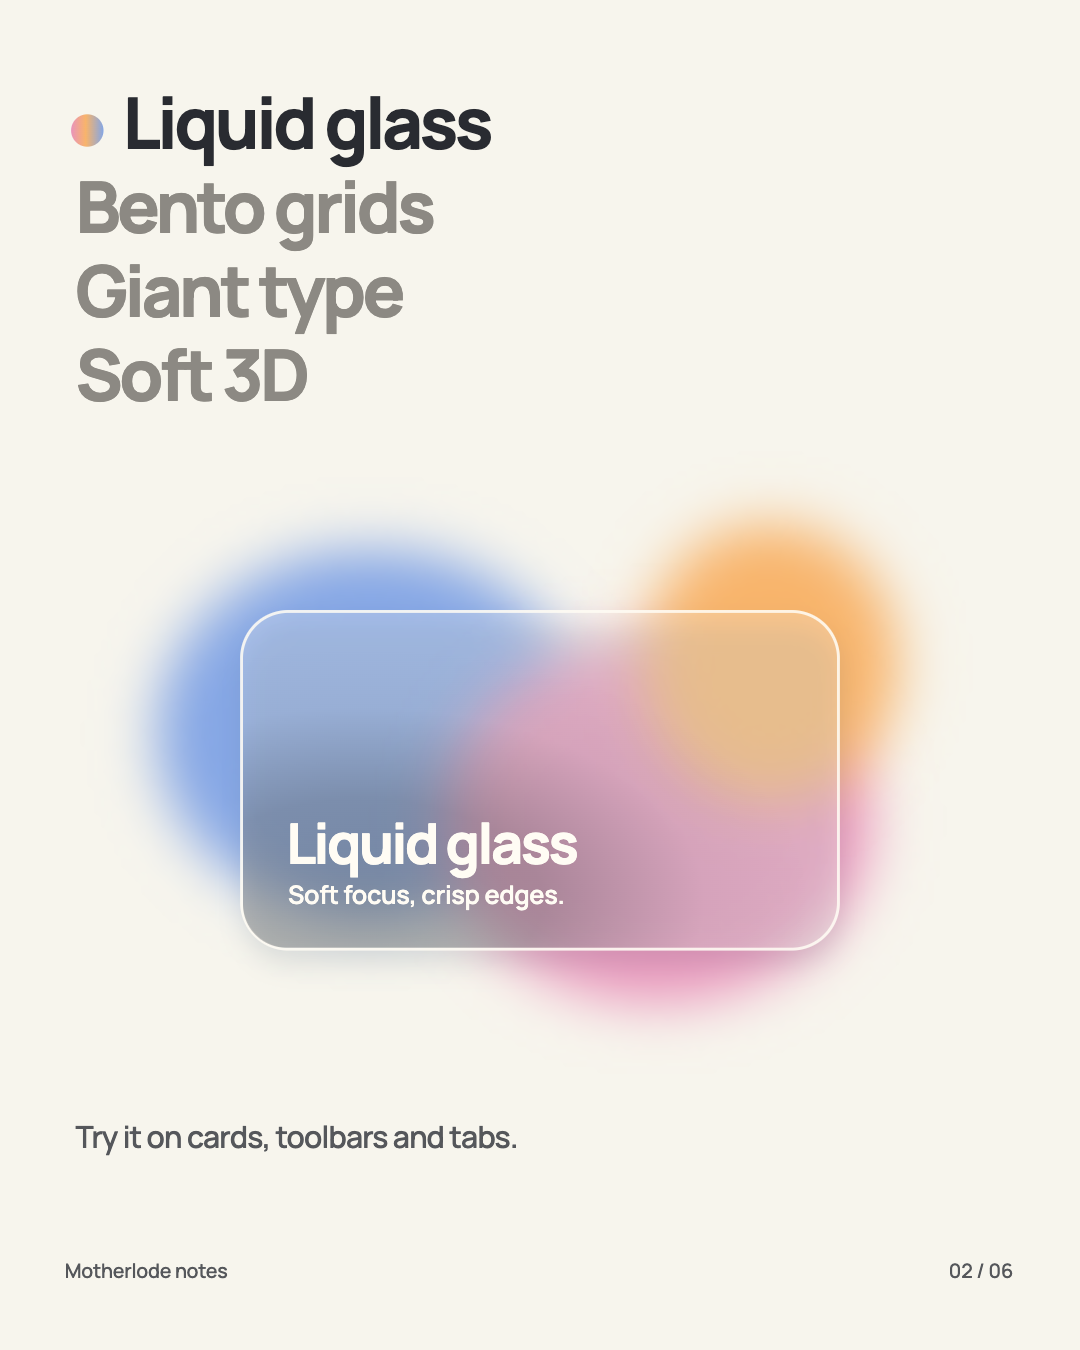 Liquid glass
Bento grids
Giant type
Soft 3D
Liquid glass
Soft focus, crisp edges.
Try it on cards, toolbars and tabs.
Motherlode notes
02 / 06